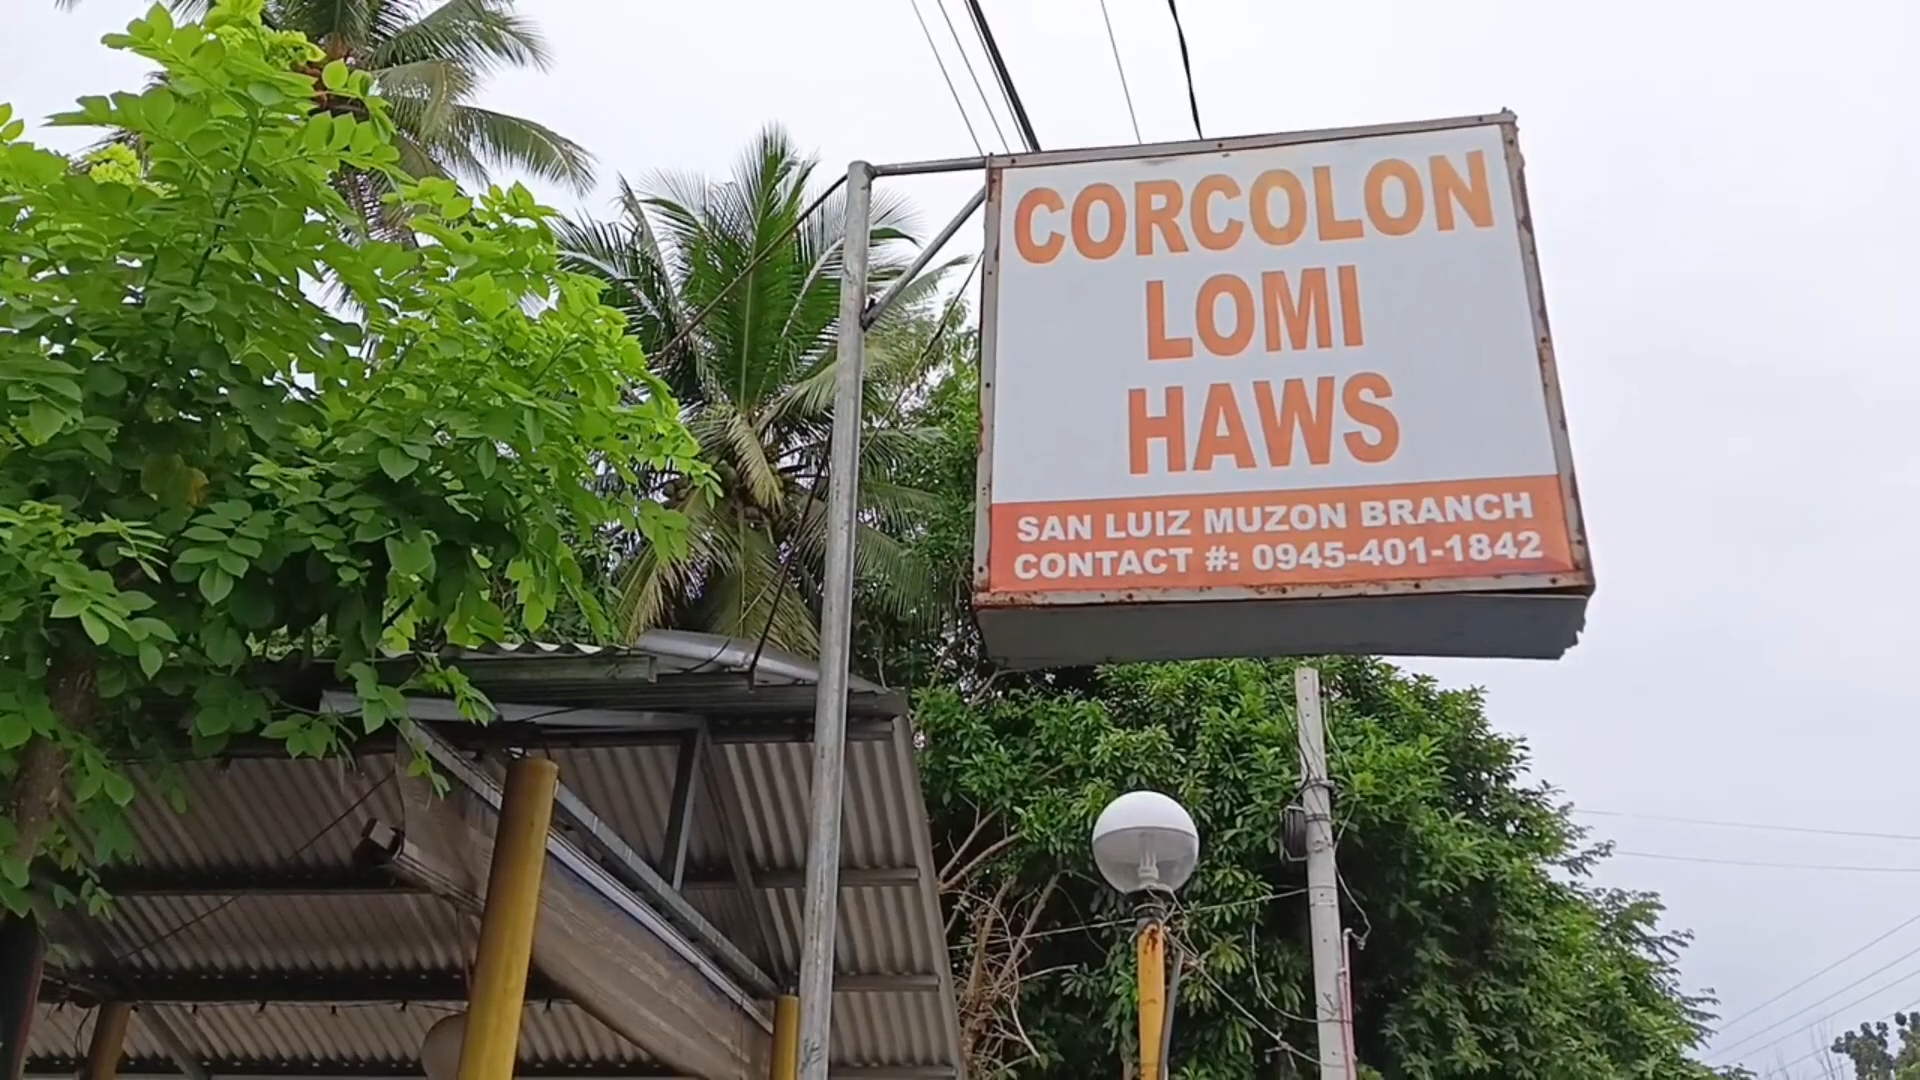 CORCOLON
LOMI
HAWS
SAN LUIZ MUZON BRANCH
CONTACT #: 0945-401-1842